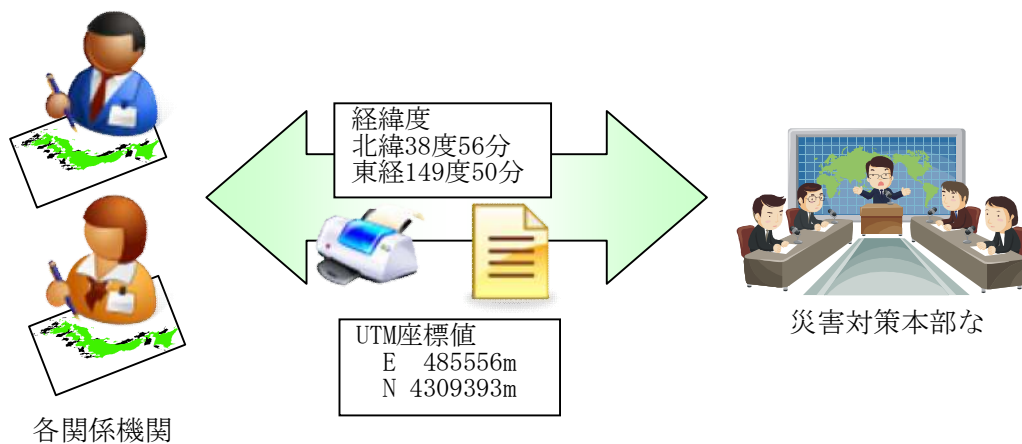 経緯度
北緯38度56分
東経149度50分
UTM座標値
E 485556m
N 4309393m
各関係機関
災害対策本部な